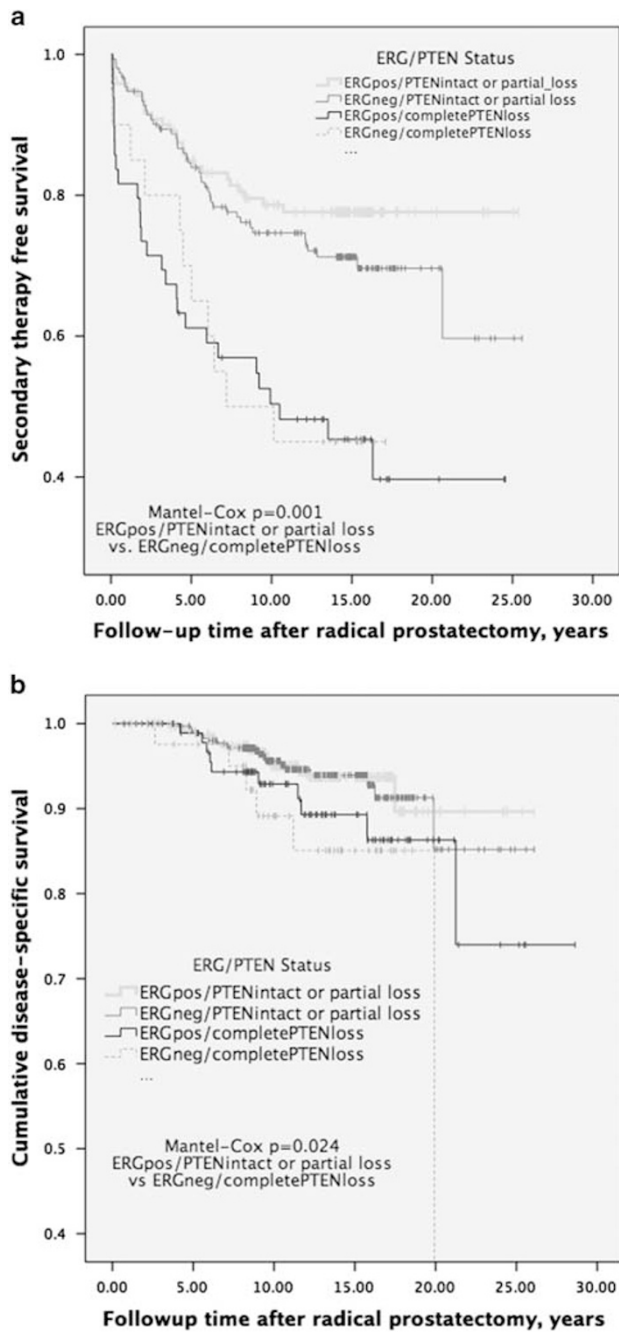 a
ERG/PTEN Status
ERGpos/PTENintact or partial_loss
ERGneg/PTENintact or partial loss
ERGpos/completePTENloss
ERGneg/completePTENloss
...
1.0
0.8
0.6
0.4
Secondary therapy free survival
Mantel-Cox p=0.001
ERGpos/PTENintact or partial loss
vs. ERGneg/completePTENloss
0.00 5.00 10.00 15.00 20.00 25.00 30.00
Follow-up time after radical prostatectomy, years
b
1.0
0.9
0.8
0.7
0.6
0.5
0.4
Cumulative disease-specific survival
ERG/PTEN Status
ERGpos/PTENintact or partial loss
ERGneg/PTENintact or partial loss
ERGpos/completePTENloss
ERGneg/completePTENloss
...
Mantel-Cox p=0.024
ERGpos/PTENintact or partial loss
vs ERGneg/completePTENloss
0.00 5.00 10.00 15.00 20.00 25.00 30.00
Followup time after radical prostatectomy, years